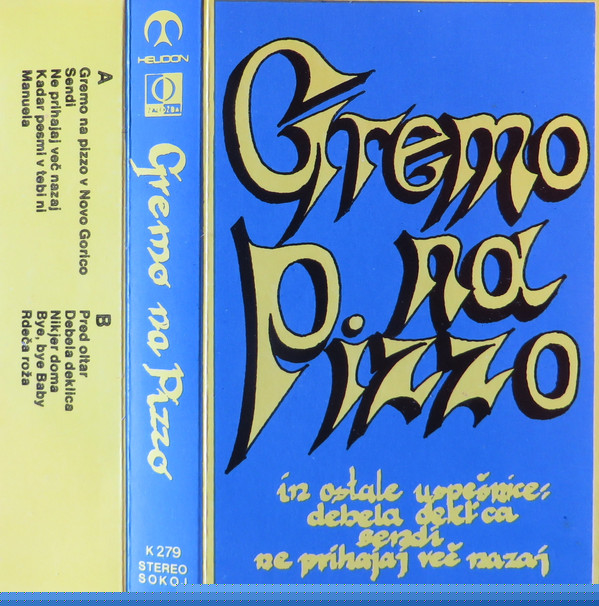 A
Gremo na pizzo v Novo Gorico
Sendi
Ne prihajaj več nazaj
Kadar pesmi v tebi ni
Manuela
B
Pred oltar
Debela deklica
Nikjer doma
Bye, bye Baby
Rdeča roža
HELIDON
Gremo na Pizzo
K 279
STEREO
SOKOJ
Gremo
na
Pizzo
in ostale uspešnice:
debela deklica
sendi
ne prihajaj več nazaj